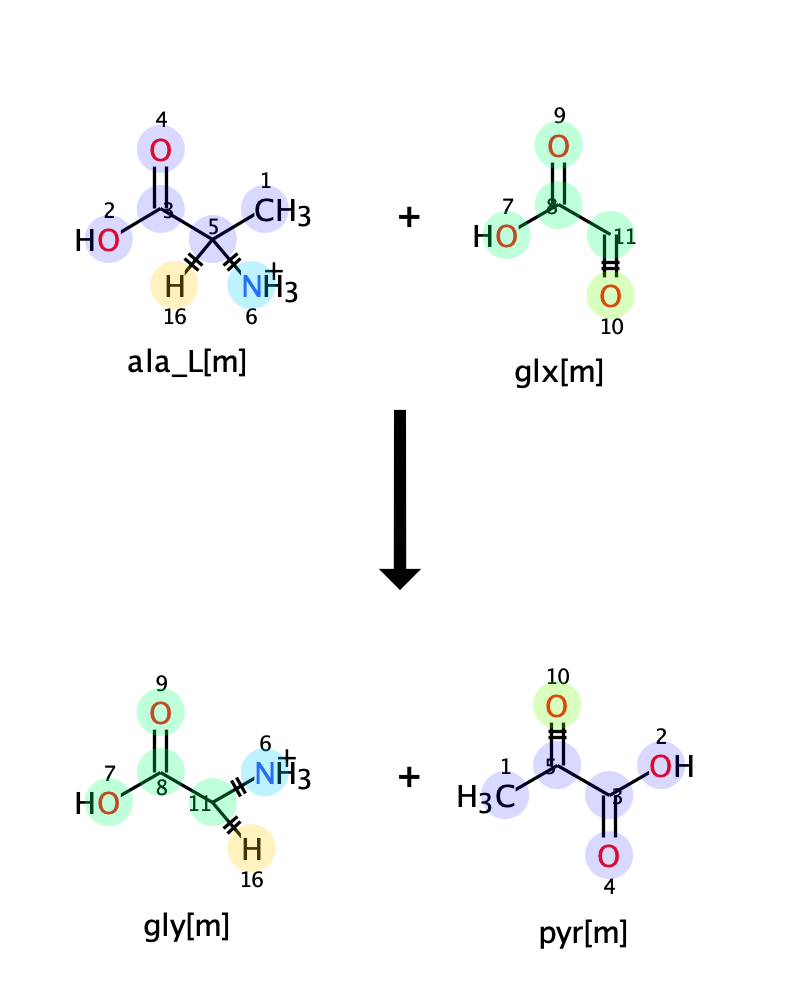 4 9
O O
1
2 3 5 CH3 + 7 8 11
HO HO
H NH3+ O
16 6 10
ala_L[m] glx[m]
9 10
O O
6 2
7 8 11 NH3+ + 1 5 3 OH
HO H3C
H O
16 4
gly[m] pyr[m]